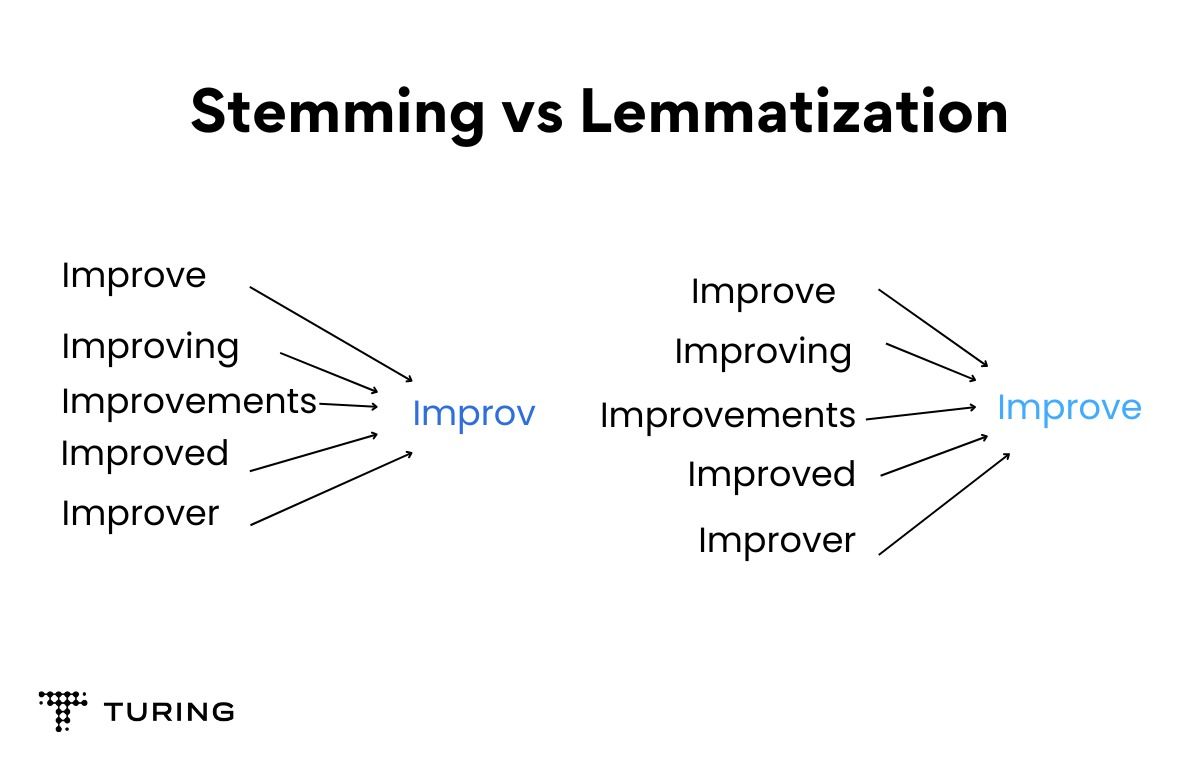 Stemming vs Lemmatization
Improve
Improving
Improvements
Improved
Improver
Improv
Improve
Improving
Improvements
Improved
Improver
Improve
TURING